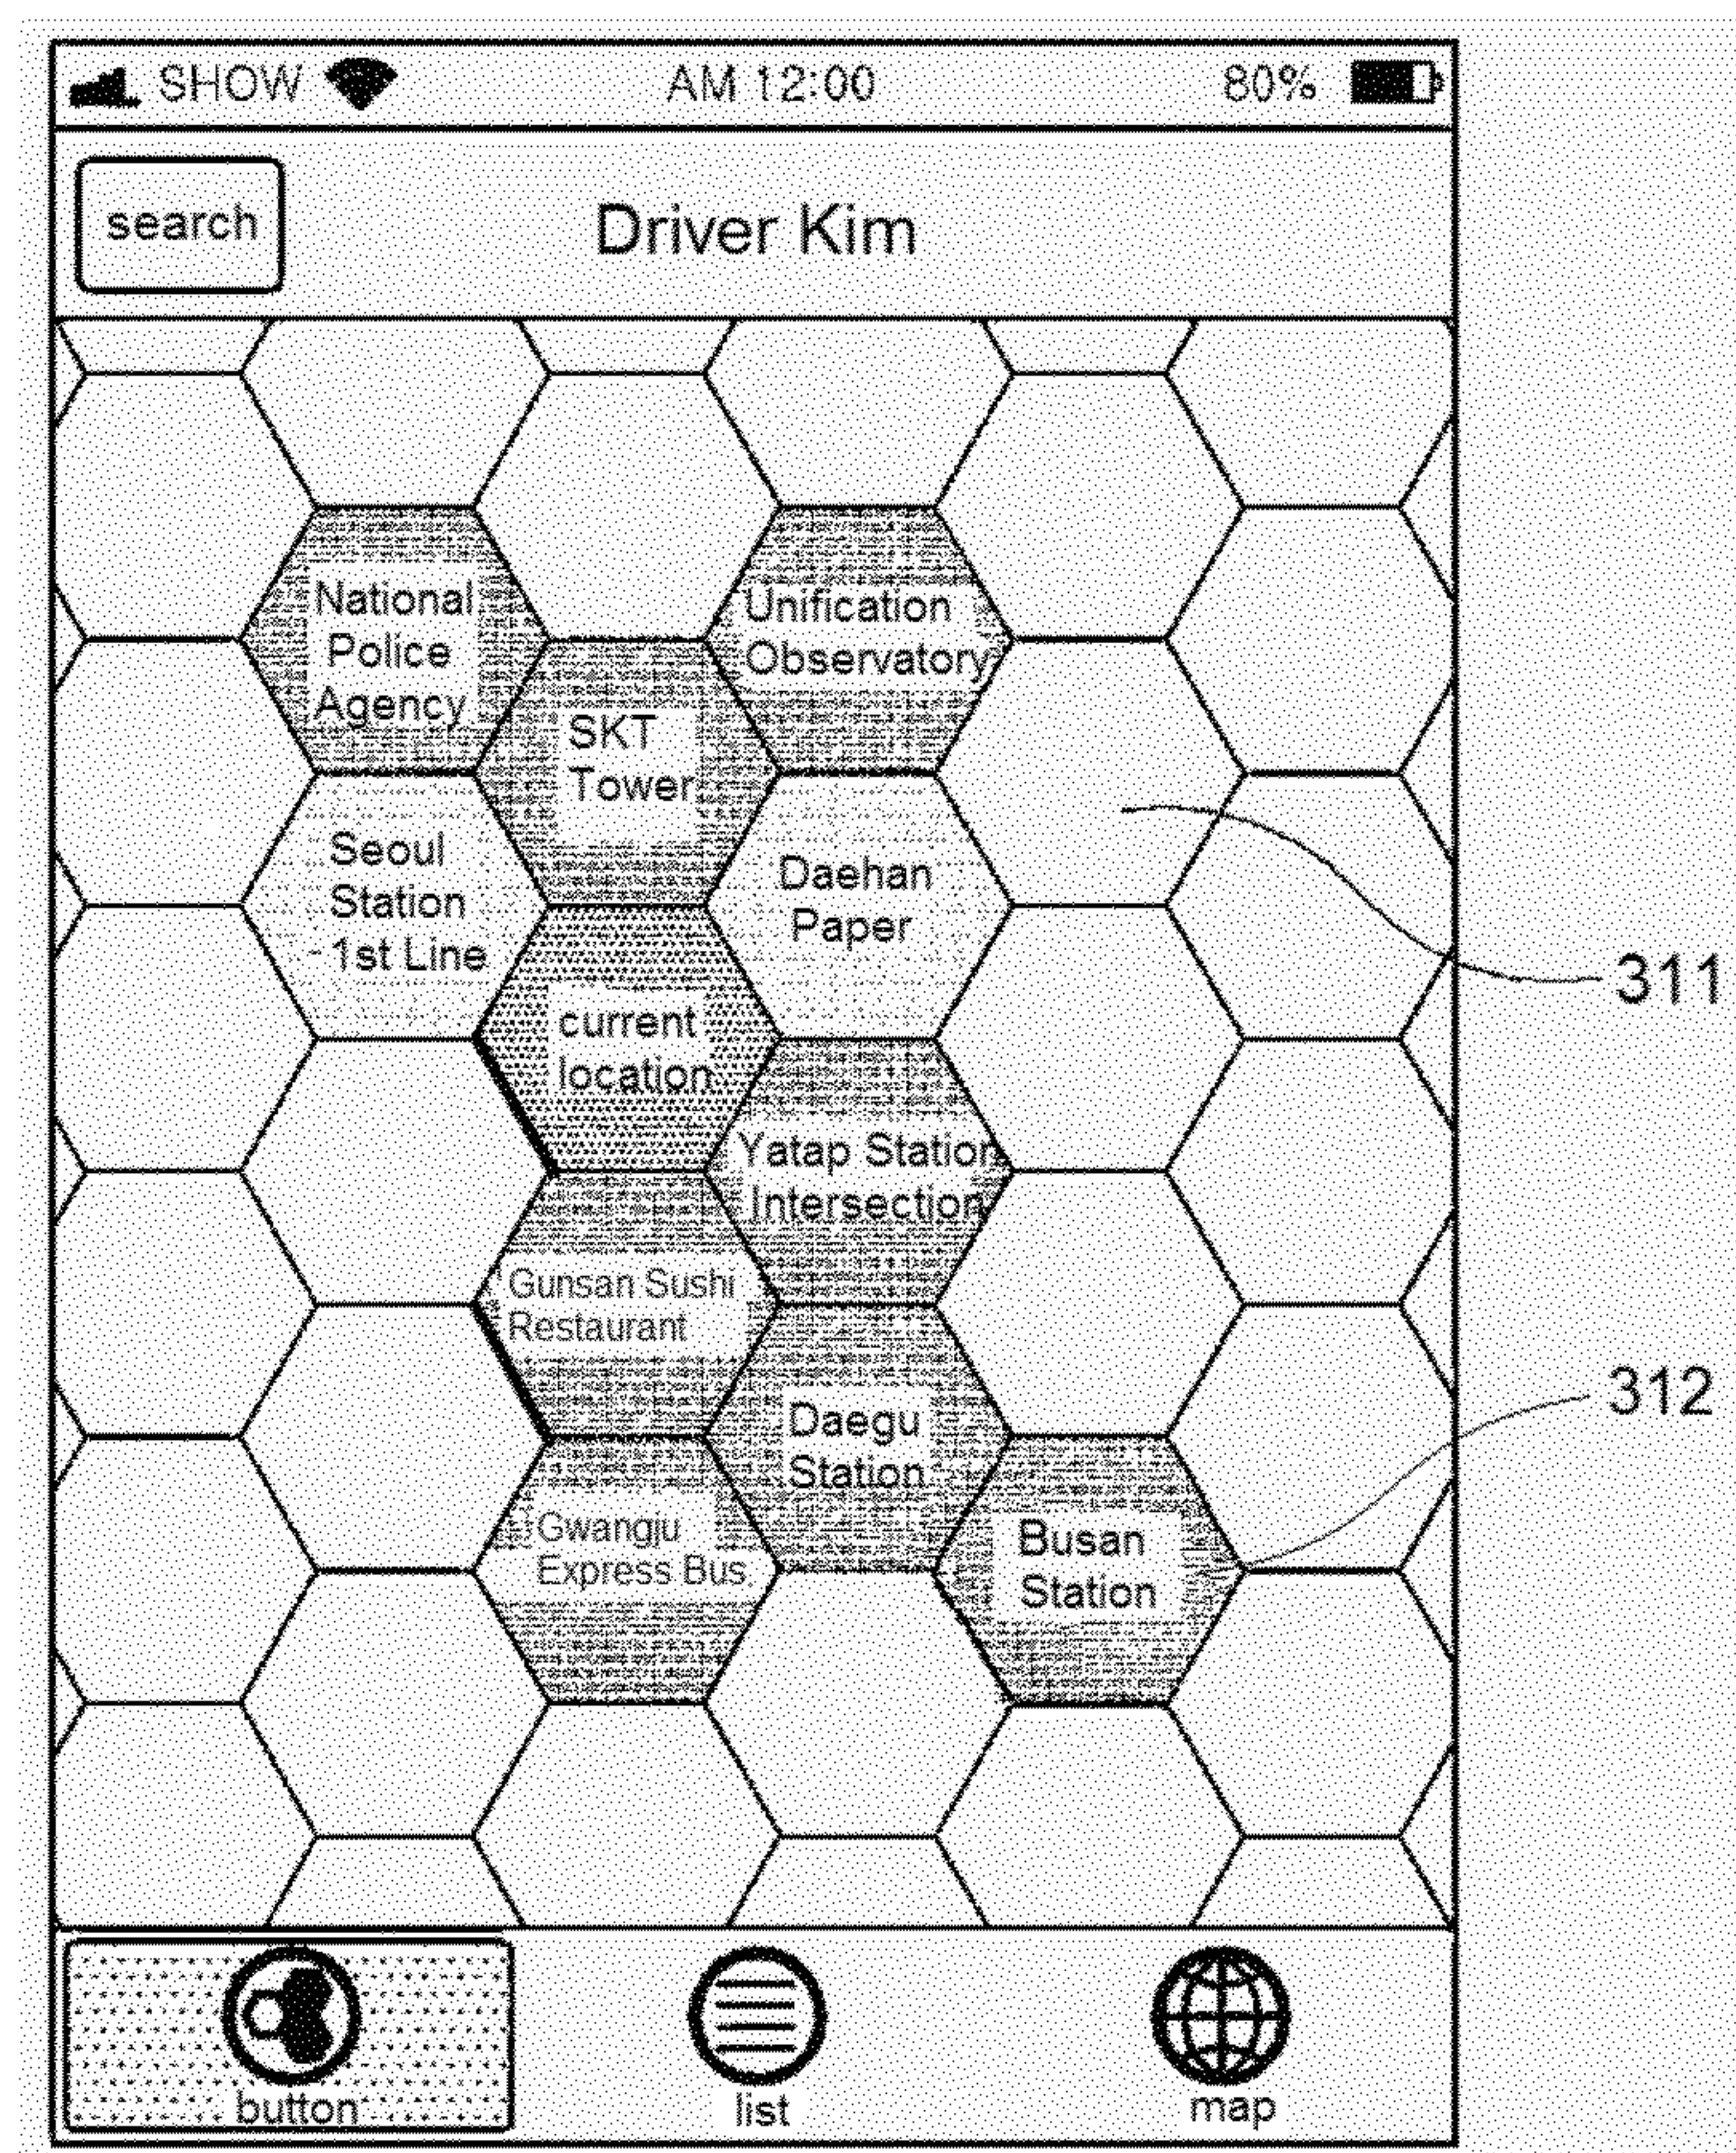 SHOW AM 12:00 80%
search
Driver Kim
National
Police
Agency
Unification
Observatory
SKT
Tower
Seoul
Station
-1st Line
Daehan
Paper
311
current
location
Yatap Station
Intersection
Gunsan Sushi
Restaurant
312
Daegu
Station
Gwangju
Express Bus
Busan
Station
button
list
map